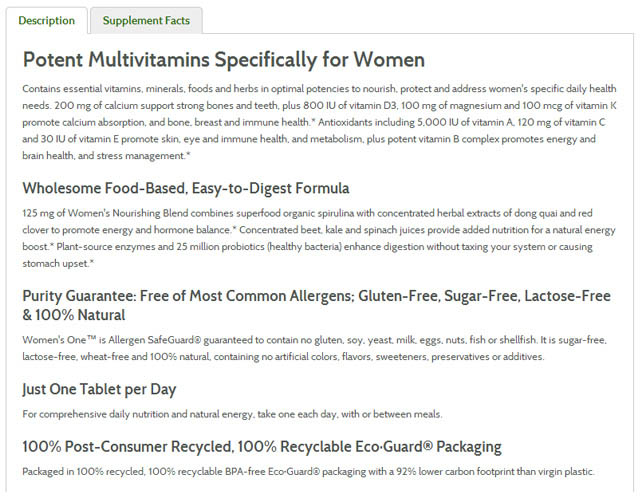 Description
Supplement Facts
Potent Multivitamins Specifically for Women
Contains essential vitamins, minerals, foods and herbs in optimal potencies to nourish, protect and address women's specific daily health
needs. 200 mg of calcium support strong bones and teeth, plus 800 IU of vitamin D3, 100 mg of magnesium and 100 mcg of vitamin K
promote calcium absorption, and bone, breast and immune health.* Antioxidants including 5,000 IU of vitamin A, 120 mg of vitamin C
and 30 IU of vitamin E promote skin, eye and immune health, and metabolism, plus potent vitamin B complex promotes energy and
brain health, and stress management.*
Wholesome Food-Based, Easy-to-Digest Formula
125 mg of Women's Nourishing Blend combines superfood organic spirulina with concentrated herbal extracts of dong quai and red
clover to promote energy and hormone balance.* Concentrated beet, kale and spinach juices provide added nutrition for a natural energy
boost.* Plant-source enzymes and 25 million probiotics (healthy bacteria) enhance digestion without taxing your system or causing
stomach upset.*
Purity Guarantee: Free of Most Common Allergens; Gluten-Free, Sugar-Free, Lactose-Free
& 100% Natural
Women's One™ is Allergen SafeGuard® guaranteed to contain no gluten, soy, yeast, milk, eggs, nuts, fish or shellfish. It is sugar-free,
lactose-free, wheat-free and 100% natural, containing no artificial colors, flavors, sweeteners, preservatives or additives.
Just One Tablet per Day
For comprehensive daily nutrition and natural energy, take one each day, with or between meals.
100% Post-Consumer Recycled, 100% Recyclable Eco·Guard® Packaging
Packaged in 100% recycled, 100% recyclable BPA-free Eco·Guard® packaging with a 92% lower carbon footprint than virgin plastic.